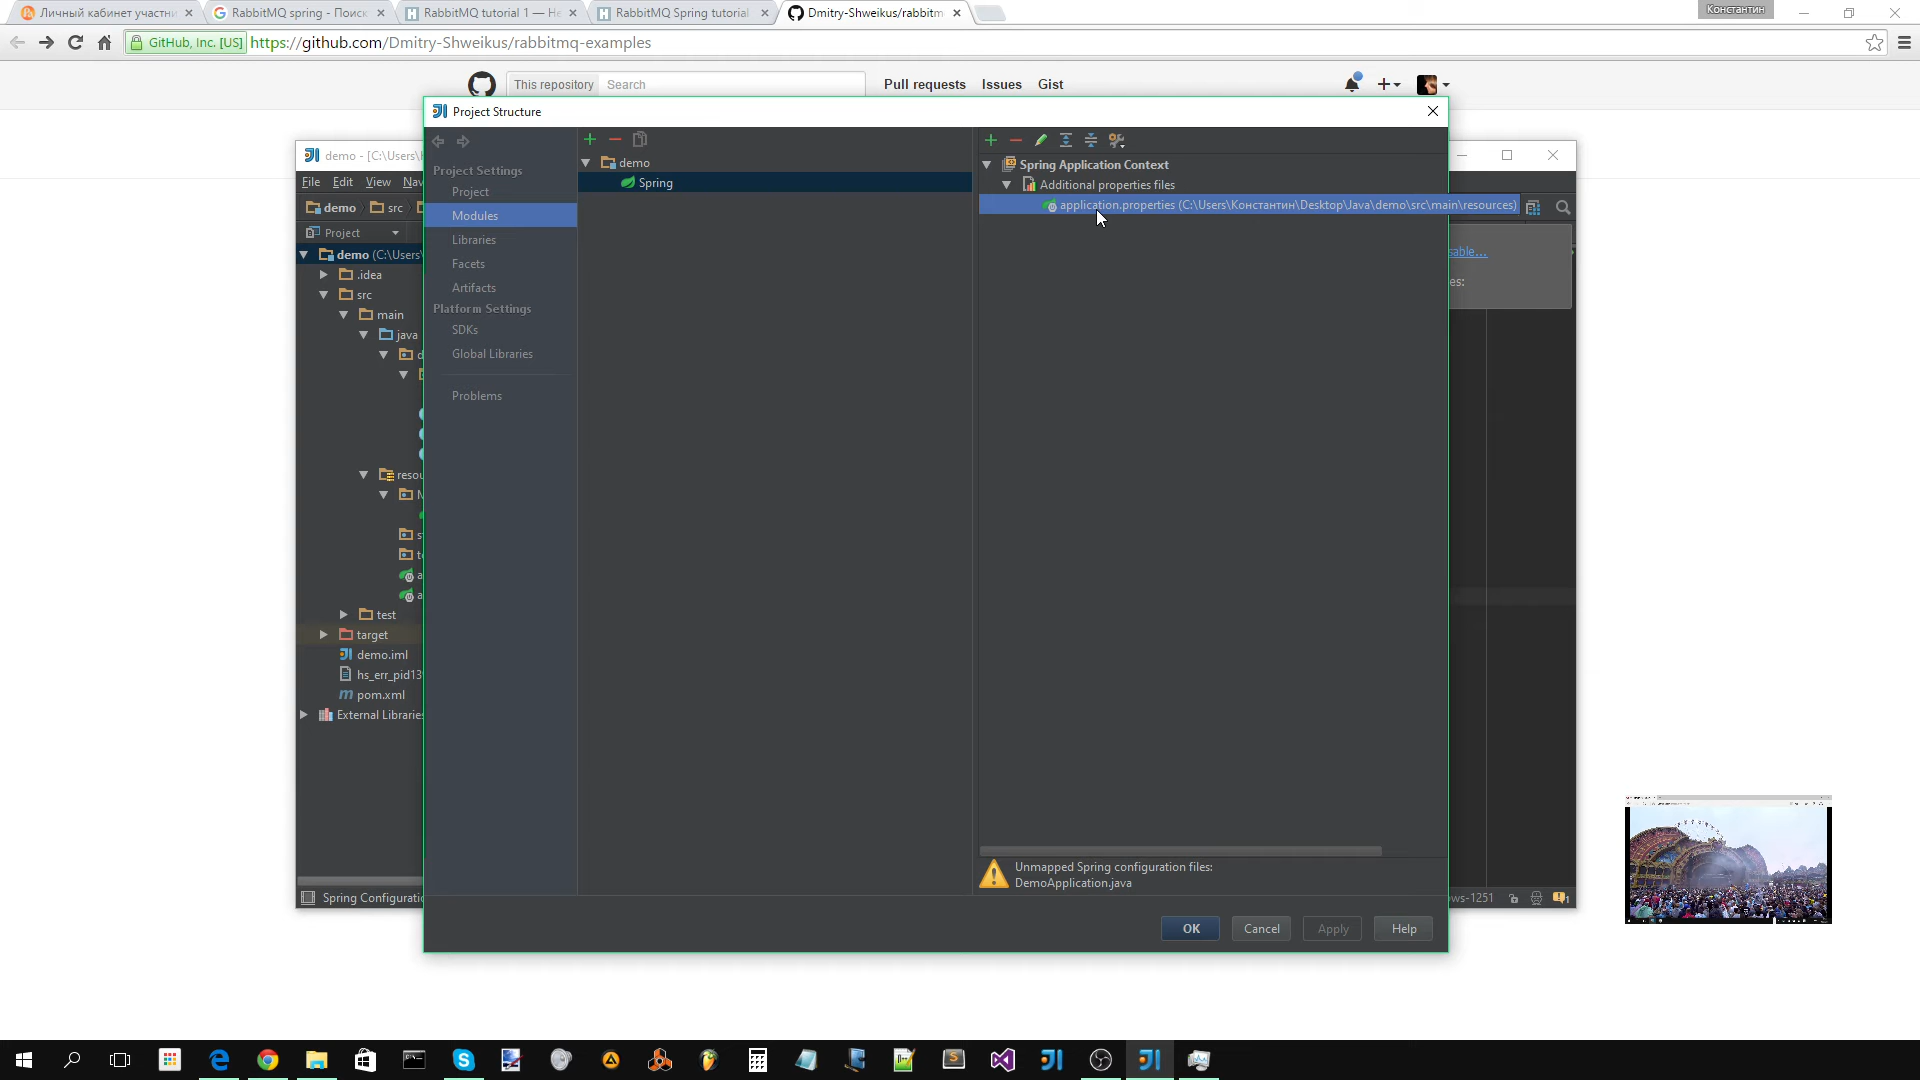 Личный кабинет участни
RabbitMQ spring - Поиск
RabbitMQ tutorial 1 — He
RabbitMQ Spring tutorial
Dmitry-Shweikus/rabbitm
Константин
GitHub, Inc. [US]
https://github.com/Dmitry-Shweikus/rabbitmq-examples
This repository
Search
Pull requests
Issues
Gist
Project Structure
demo - [C:\Users\
File
Edit
View
Nav
demo
src
Project
demo (C:\Users\
.idea
src
main
java
resou
test
target
demo.iml
hs_err_pid13
pom.xml
External Libraries
Spring Configuratio
Project Settings
Project
Modules
Libraries
Facets
Artifacts
Platform Settings
SDKs
Global Libraries
Problems
demo
Spring
Spring Application Context
Additional properties files
application.properties (C:\Users\Константин\Desktop\Java\demo\src\main\resources)
sable...
es:
Unmapped Spring configuration files:
DemoApplication.java
ws-1251
OK
Cancel
Apply
Help